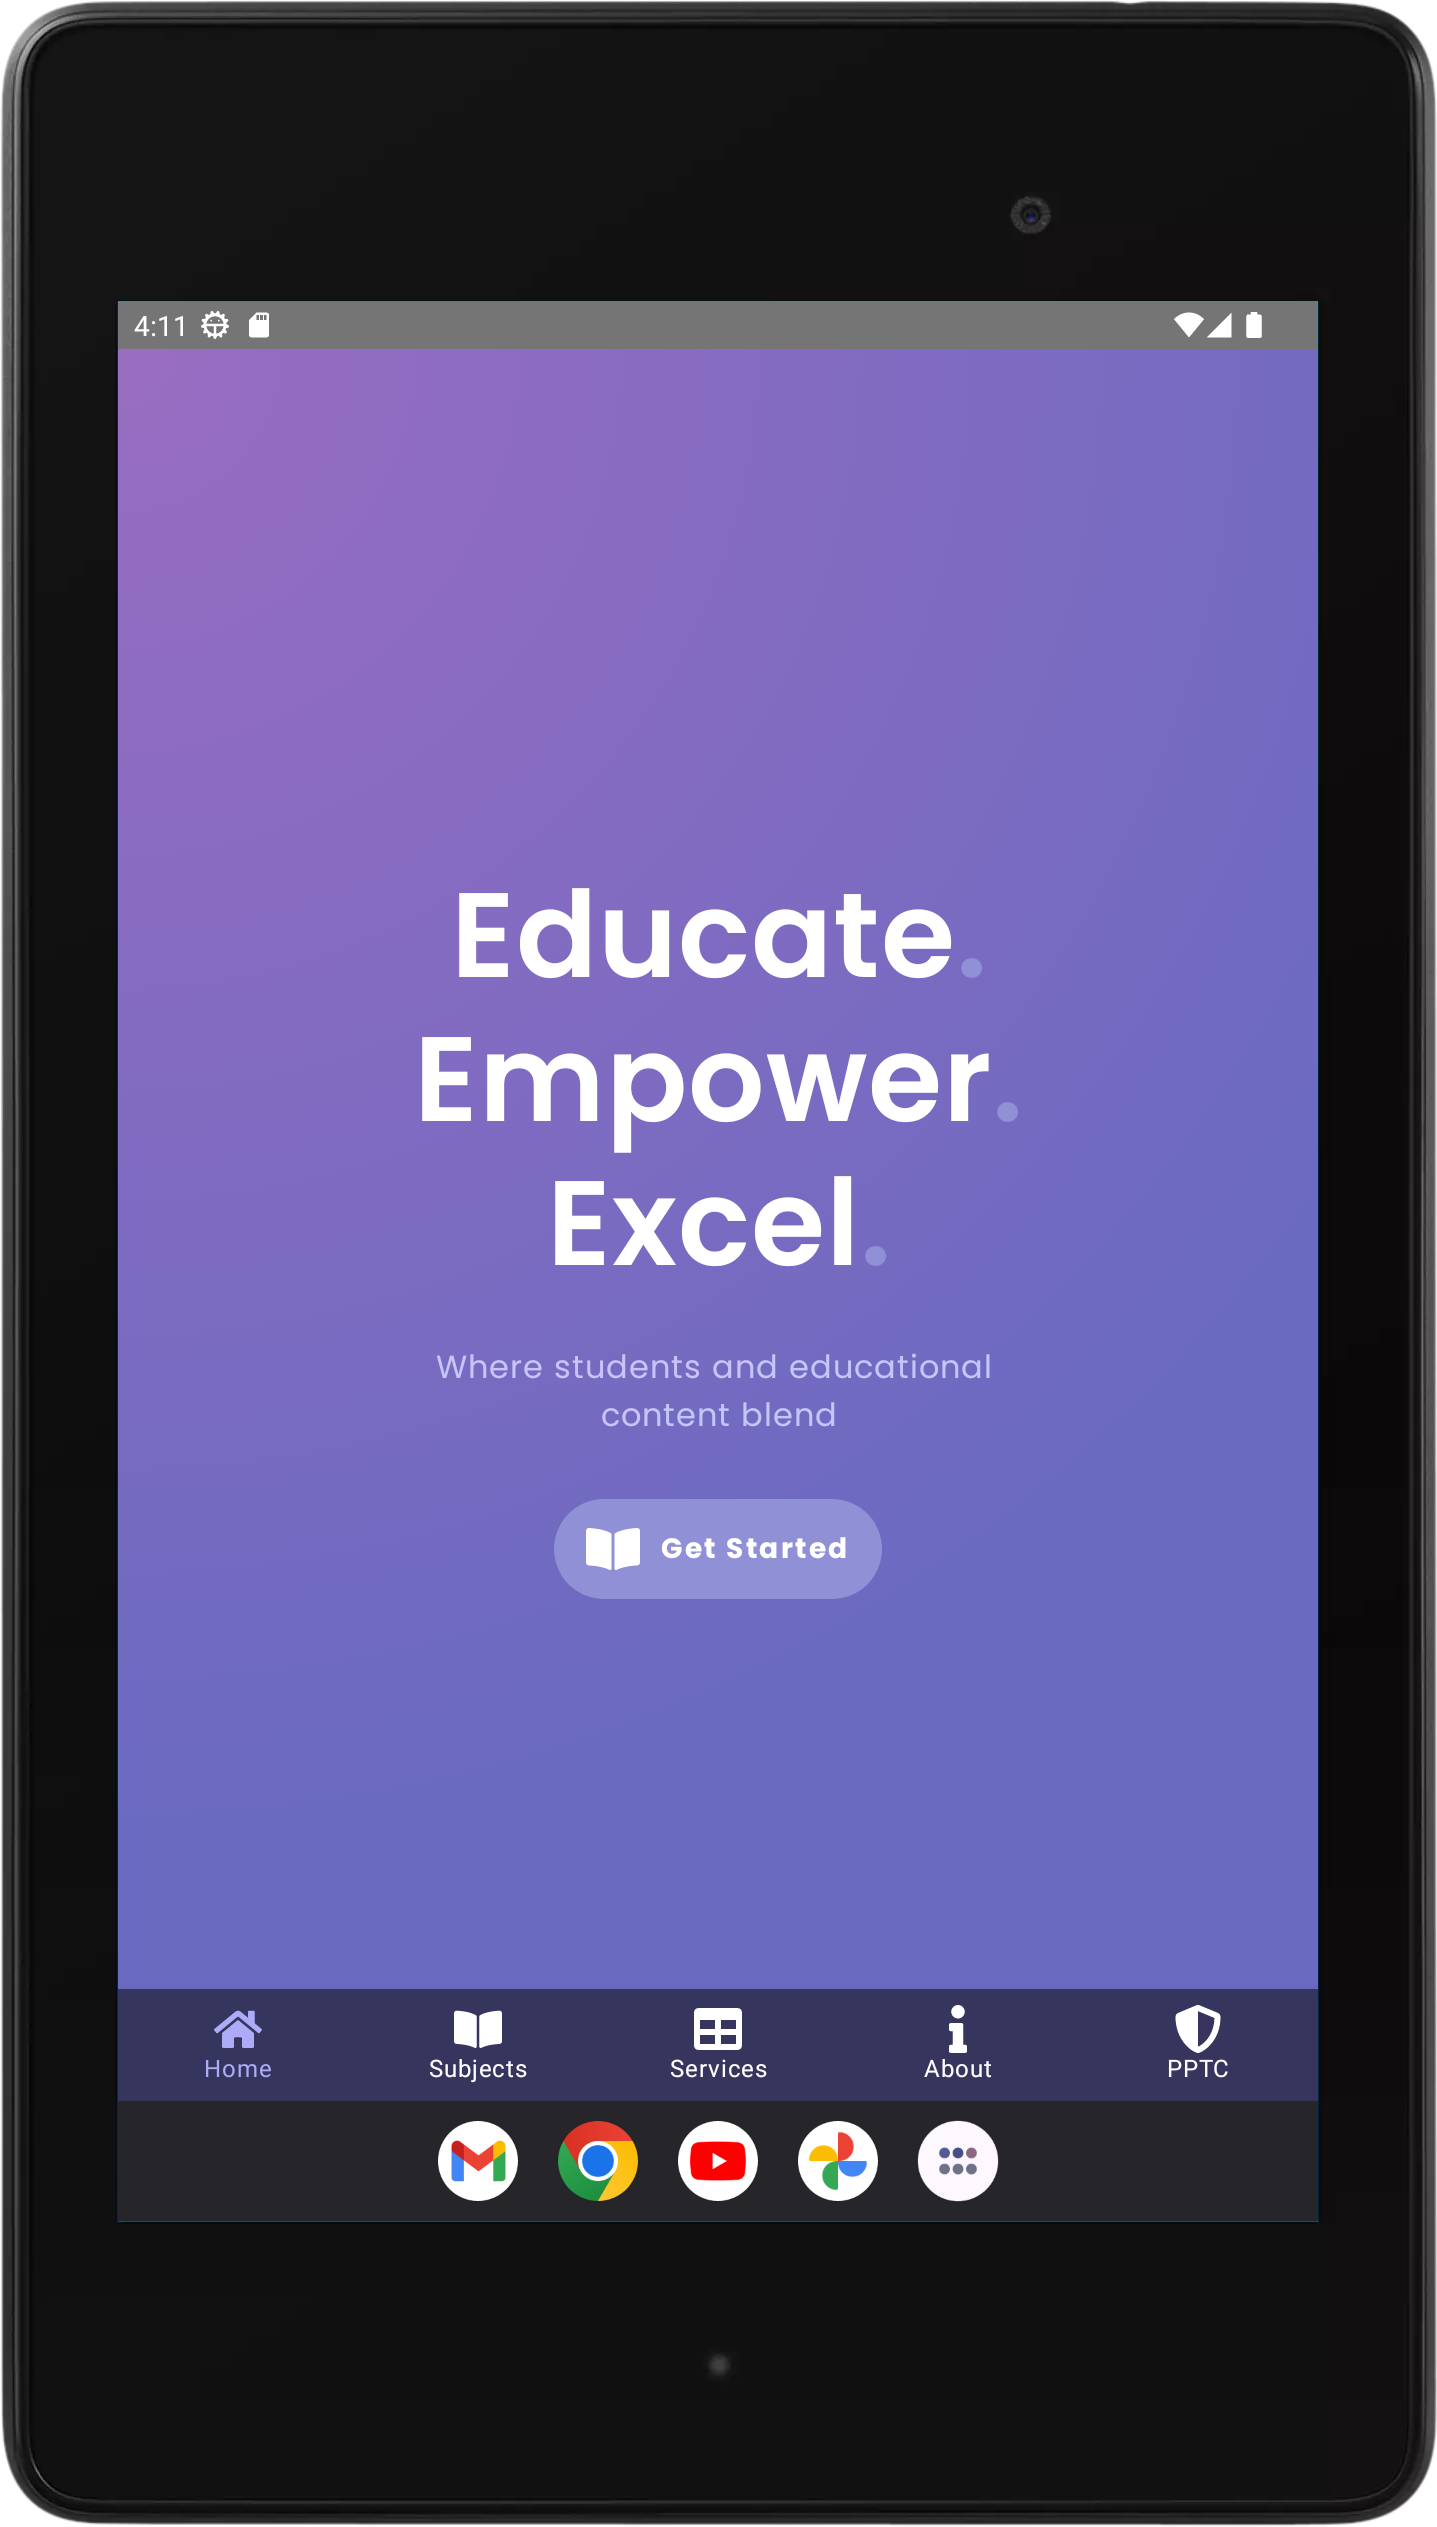 4:11
Educate.
Empower.
Excel.
Where students and educational
content blend
Get Started
Home Subjects Services About PPTC